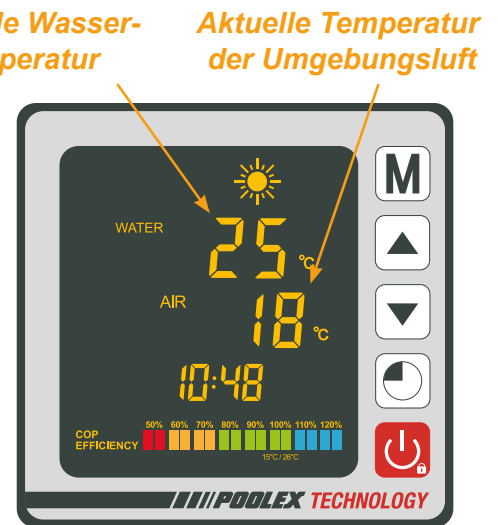 le Wasser-
peratur
Aktuelle Temperatur
der Umgebungsluft
M
WATER
25 °C
AIR
18 °C
10:48
50% 60% 70% 80% 90% 100% 110% 120%
COP
EFFICIENCY
15°C / 26°C
POOLEX TECHNOLOGY